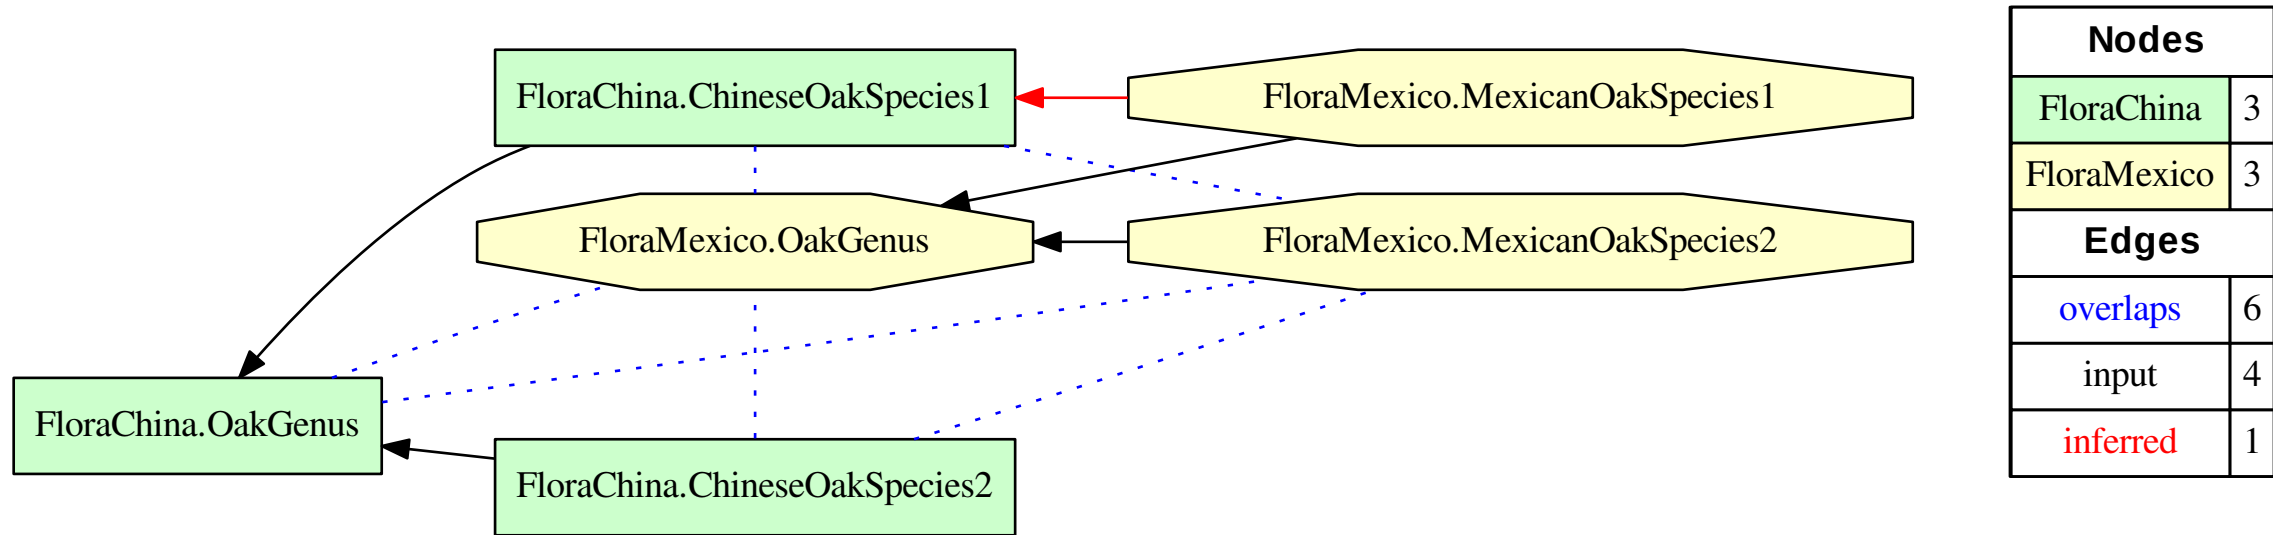 FloraChina.ChineseOakSpecies1
FloraMexico.MexicanOakSpecies1
FloraMexico.OakGenus
FloraMexico.MexicanOakSpecies2
FloraChina.OakGenus
FloraChina.ChineseOakSpecies2
Nodes
FloraChina 3
FloraMexico 3
Edges
overlaps 6
input 4
inferred 1